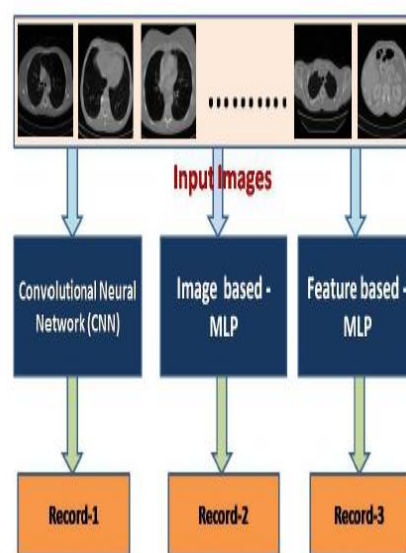 Input Images
Convolutional Neural
Network (CNN)
Image based -
MLP
Feature based -
MLP
Record-1
Record-2
Record-3